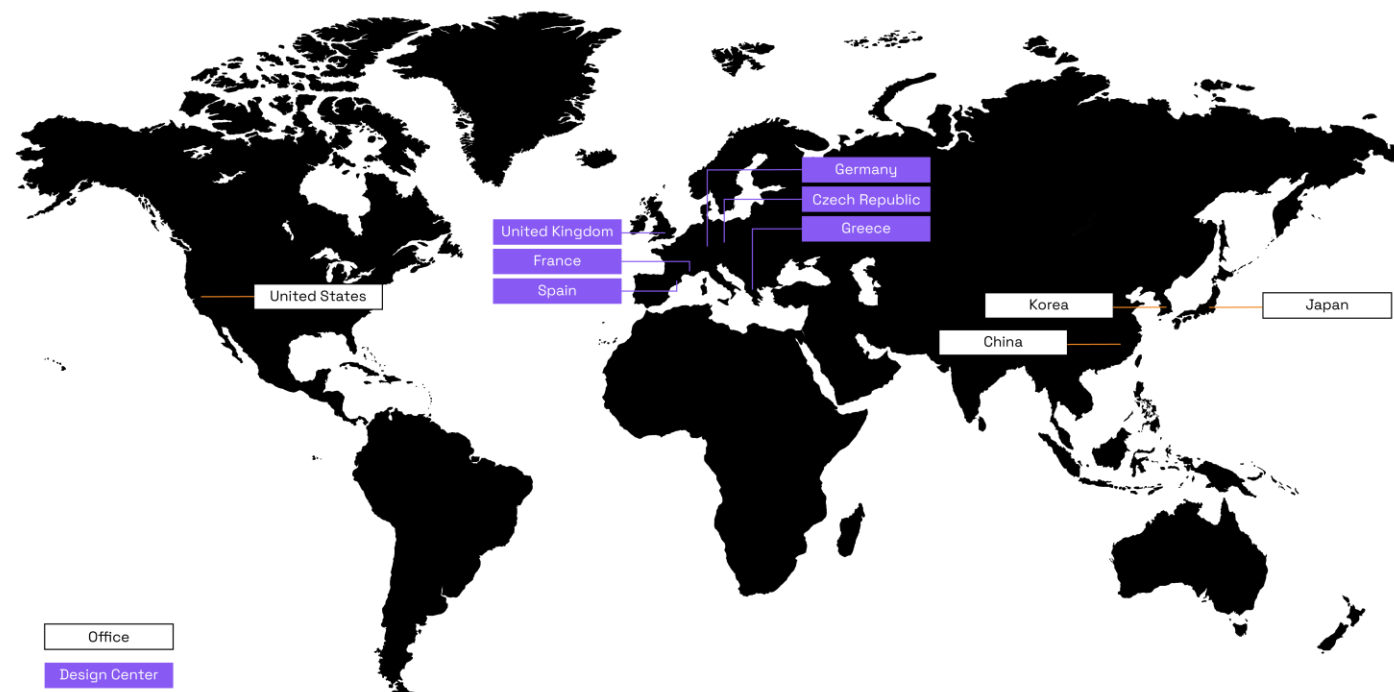 Germany
Czech Republic
Greece
United Kingdom
France
Spain
United States
Korea
Japan
China
Office
Design Center